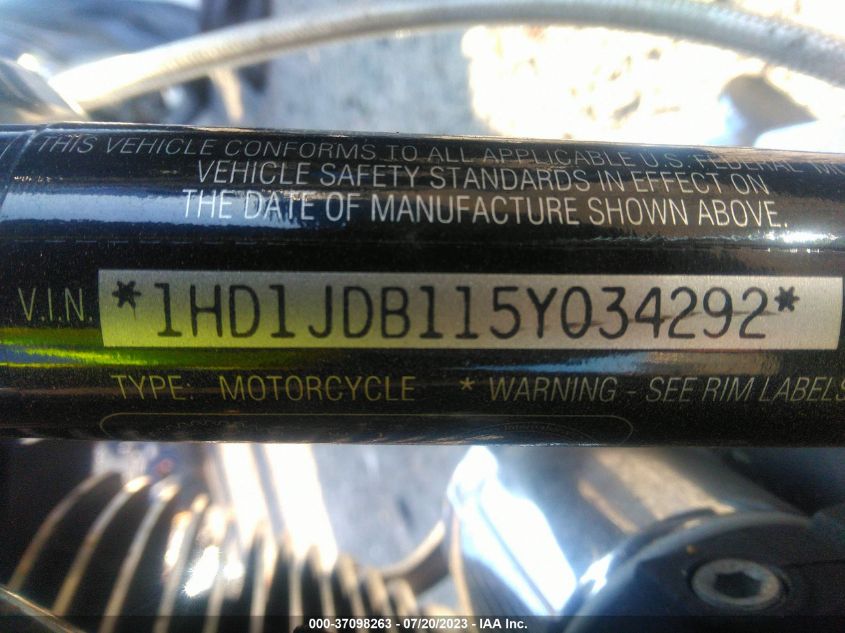 THIS VEHICLE CONFORMS TO ALL APPLICABLE U.S. FEDERAL
VEHICLE SAFETY STANDARDS IN EFFECT ON
THE DATE OF MANUFACTURE SHOWN ABOVE.
V.I.N. *1HD1JDB115Y034292*
TYPE: MOTORCYCLE * WARNING - SEE RIM LABELS
000-37098263 - 07/20/2023 - IAA Inc.